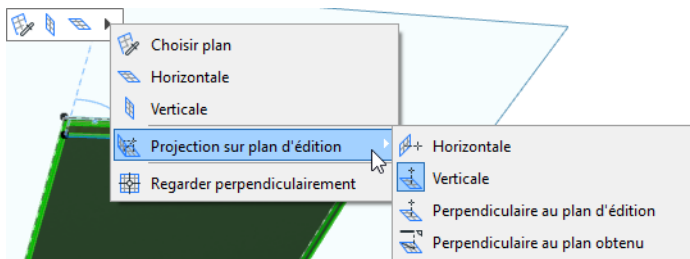 Choisir plan
Horizontale
Verticale
Projection sur plan d'édition
Regarder perpendiculairement
Horizontale
Verticale
Perpendiculaire au plan d'édition
Perpendiculaire au plan obtenu